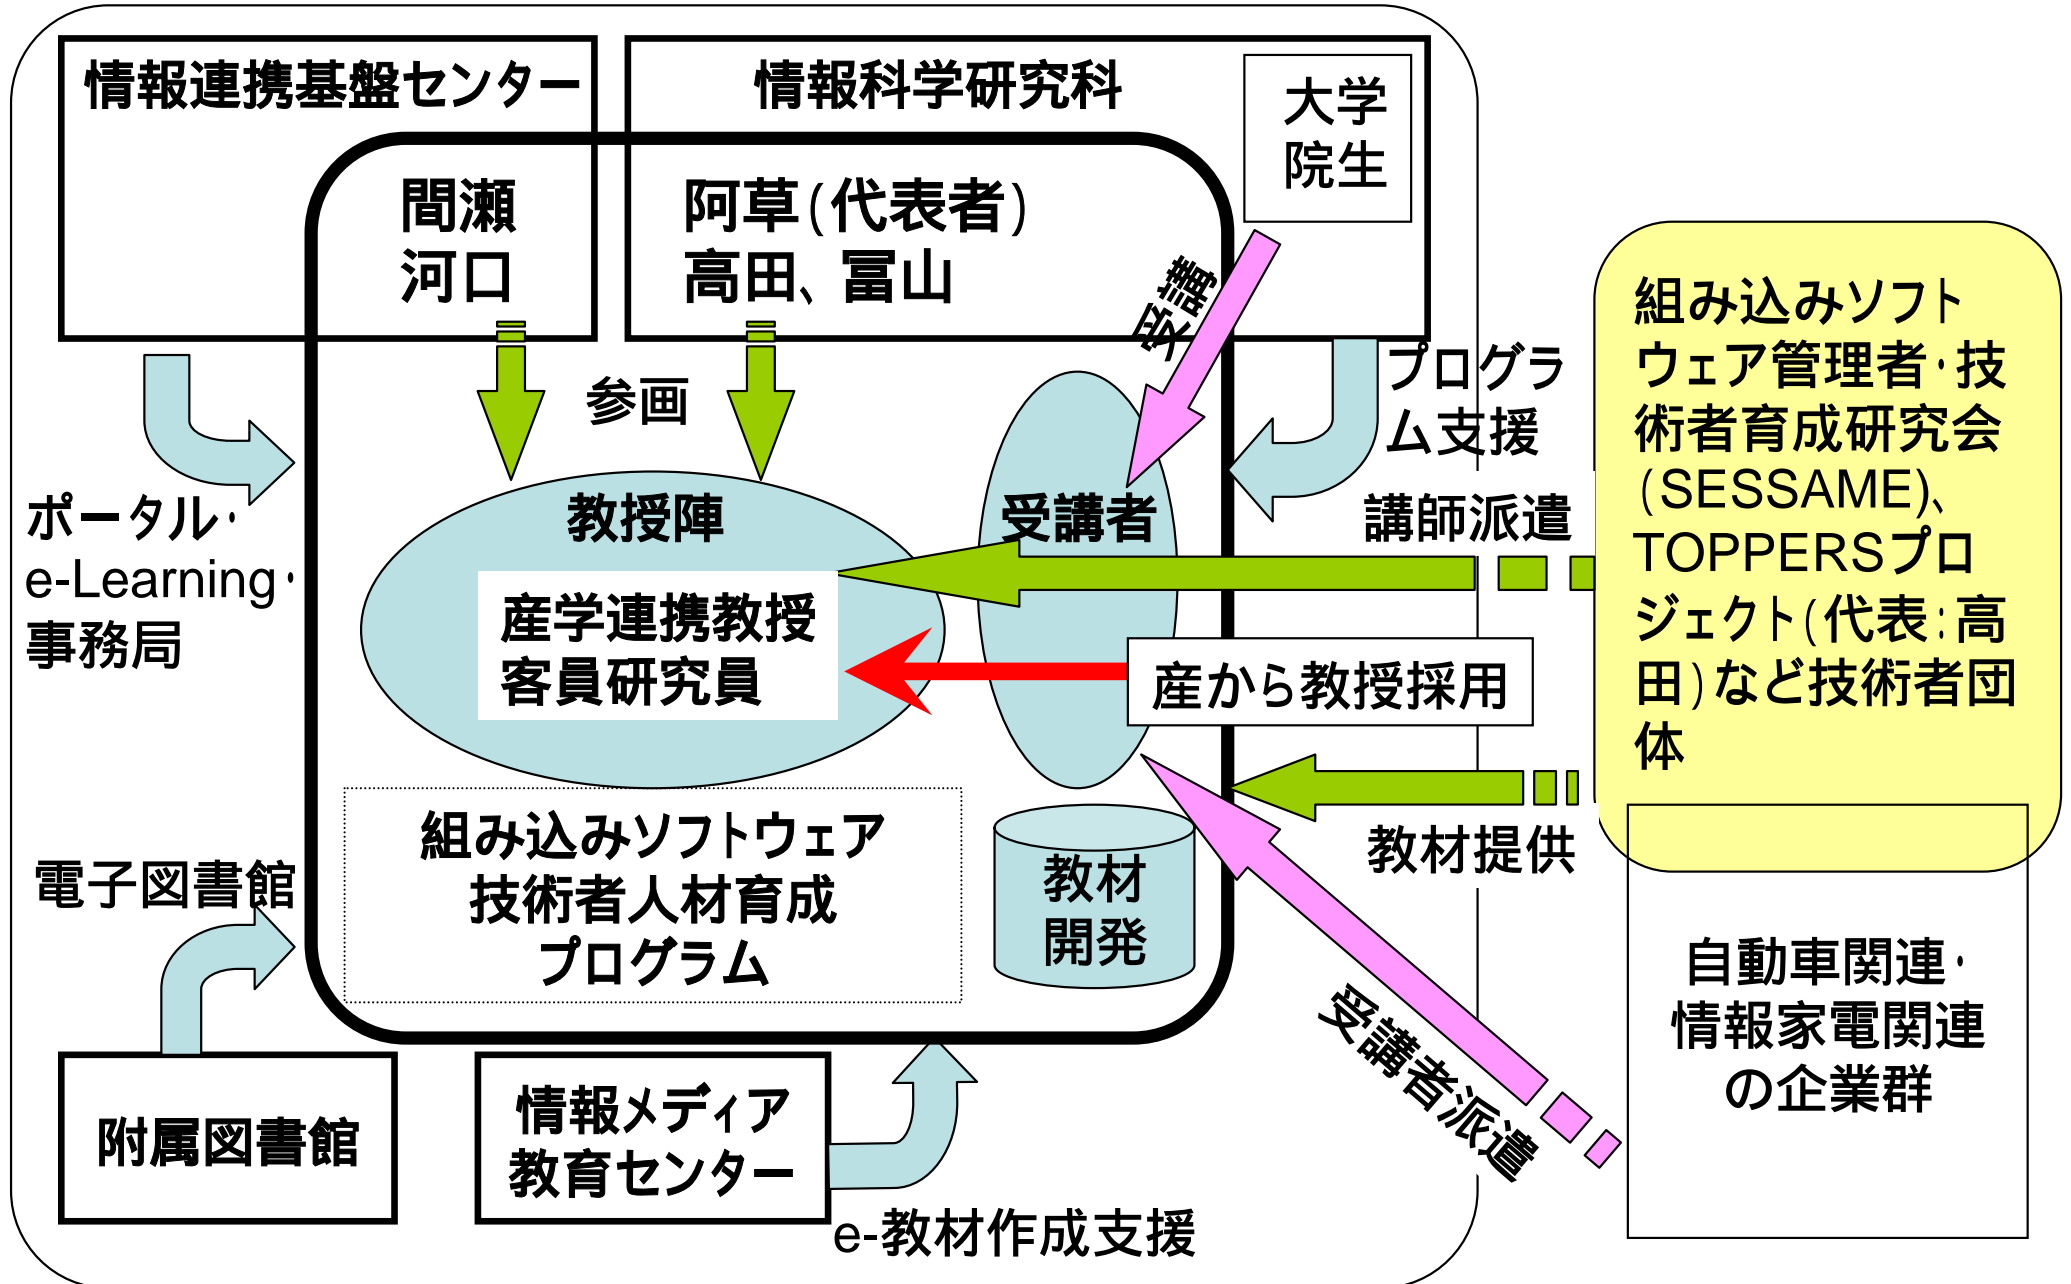 情報連携基盤センター
情報科学研究科
大学
院生
間瀬
河口
阿草(代表者)
高田、冨山
受講
参画
プログラ
ム支援
組み込みソフト
ウェア管理者・技
術者育成研究会
(SESSAME)、
TOPPERSプロ
ジェクト(代表:高
田)など技術者団
体
ポータル・
e-Learning・
事務局
教授陣
受講者
講師派遣
産学連携教授
客員研究員
産から教授採用
教材提供
組み込みソフトウェア
技術者人材育成
プログラム
教材
開発
電子図書館
自動車関連・
情報家電関連
の企業群
受講者派遣
附属図書館
情報メディア
教育センター
e-教材作成支援